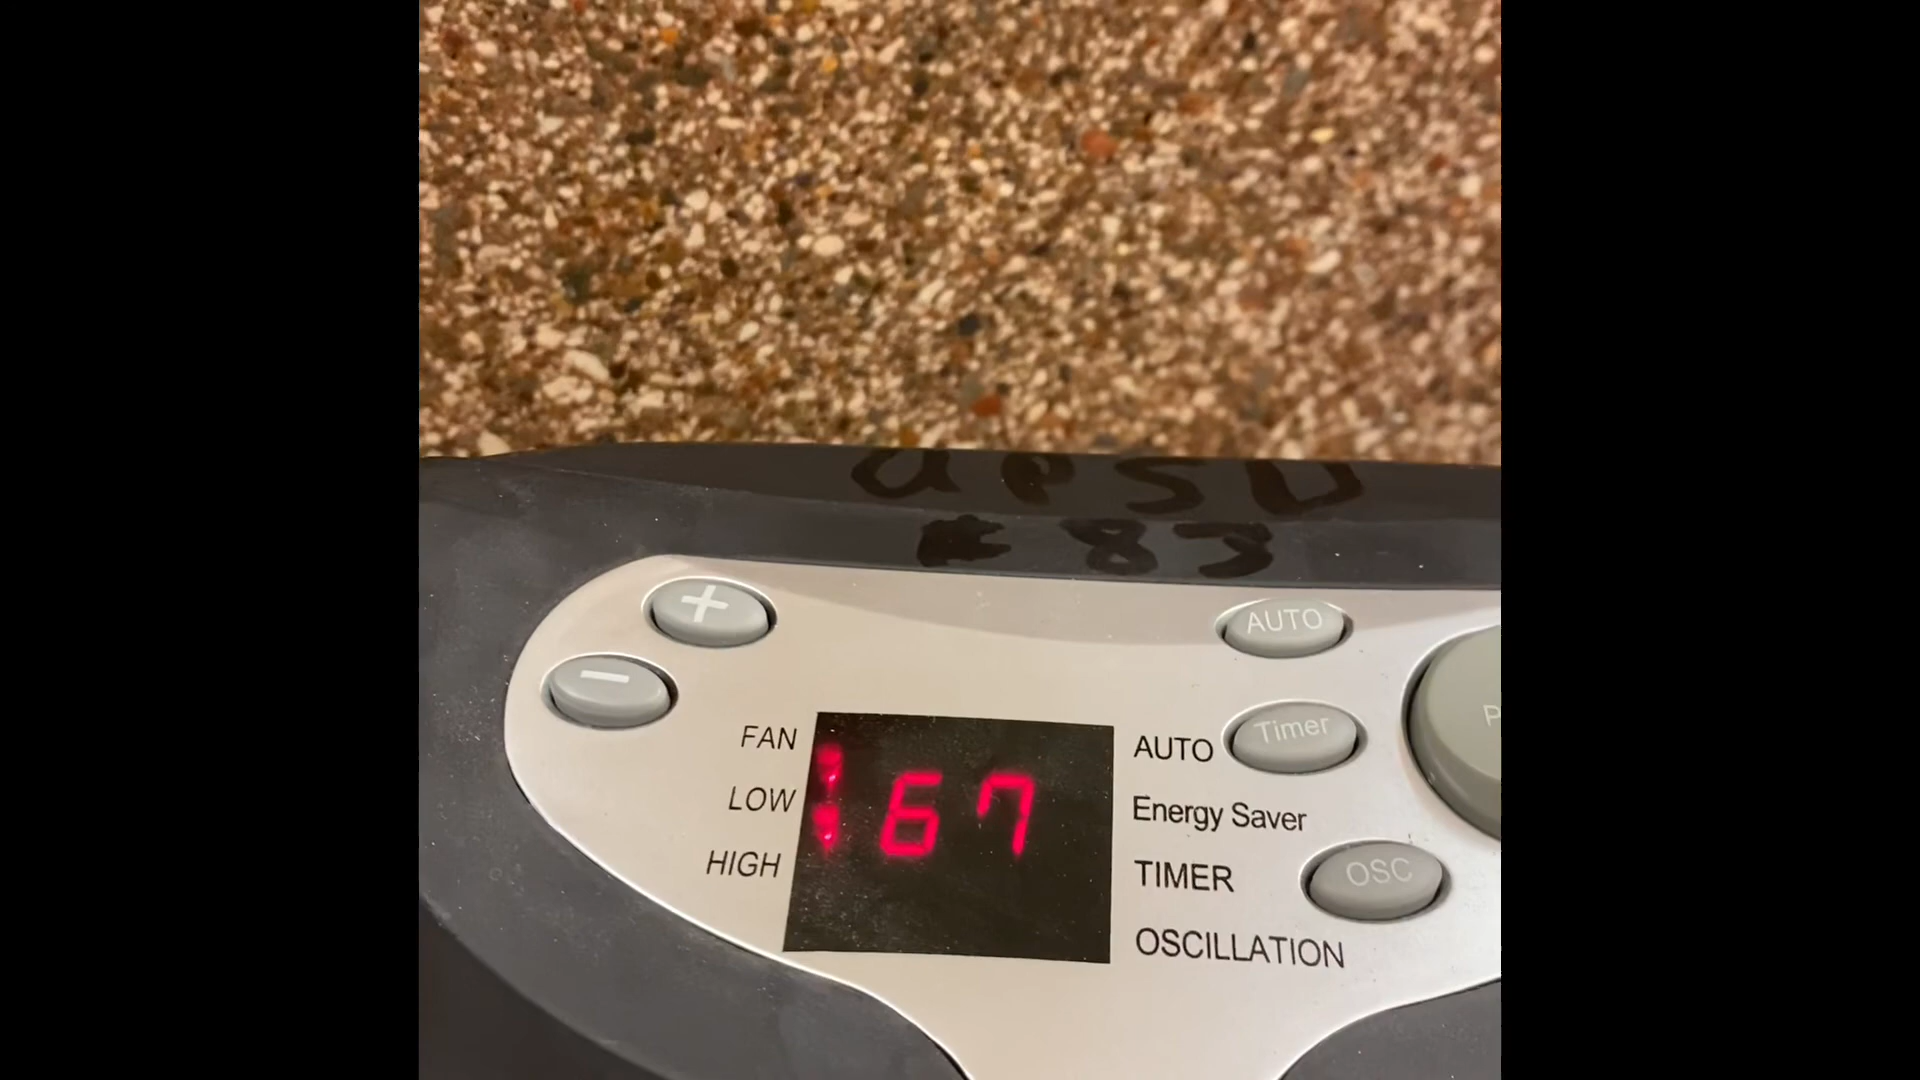 UPSD
# 83
+
AUTO
−
FAN
AUTO
Timer
P
LOW
67
Energy Saver
HIGH
TIMER
OSC
OSCILLATION